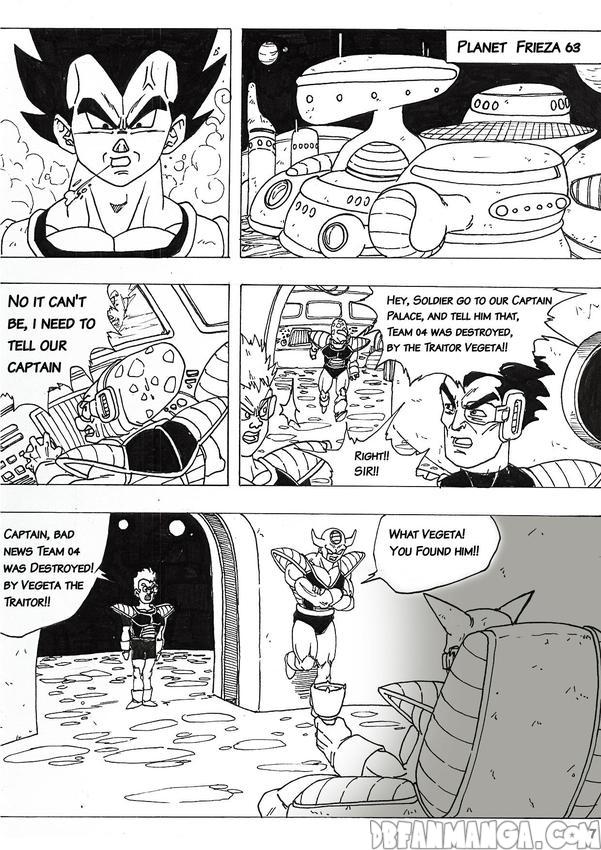 PLANET FRIEZA 63
NO IT CAN'T
BE, I NEED TO
TELL OUR
CAPTAIN
HEY, SOLDIER GO TO OUR CAPTAIN
PALACE, AND TELL HIM THAT,
TEAM 04 WAS DESTROYED,
BY THE TRAITOR VEGETA!!
RIGHT!!
SIR!!
CAPTAIN, BAD
NEWS TEAM 04
WAS DESTROYED!
BY VEGETA THE
TRAITOR!!
WHAT VEGETA!
YOU FOUND HIM!!
DBFANMANGA.COM
7